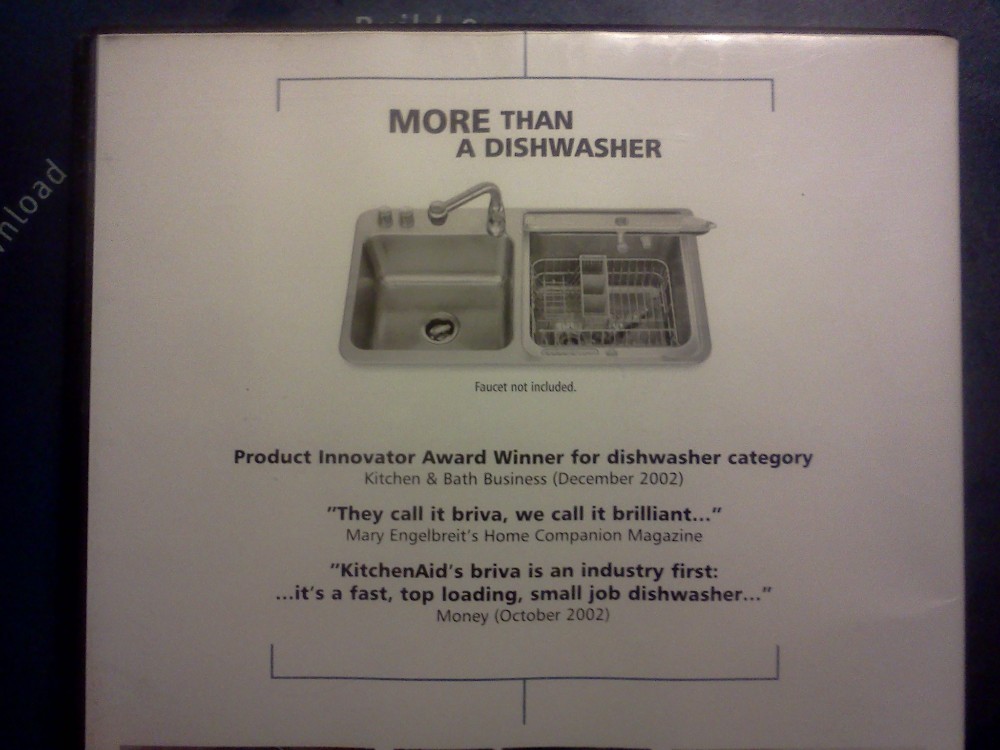 Build &
nload
MORE THAN
A DISHWASHER
Faucet not included.
Product Innovator Award Winner for dishwasher category
Kitchen & Bath Business (December 2002)
"They call it briva, we call it brilliant..."
Mary Engelbreit's Home Companion Magazine
"KitchenAid's briva is an industry first:
...it's a fast, top loading, small job dishwasher..."
Money (October 2002)